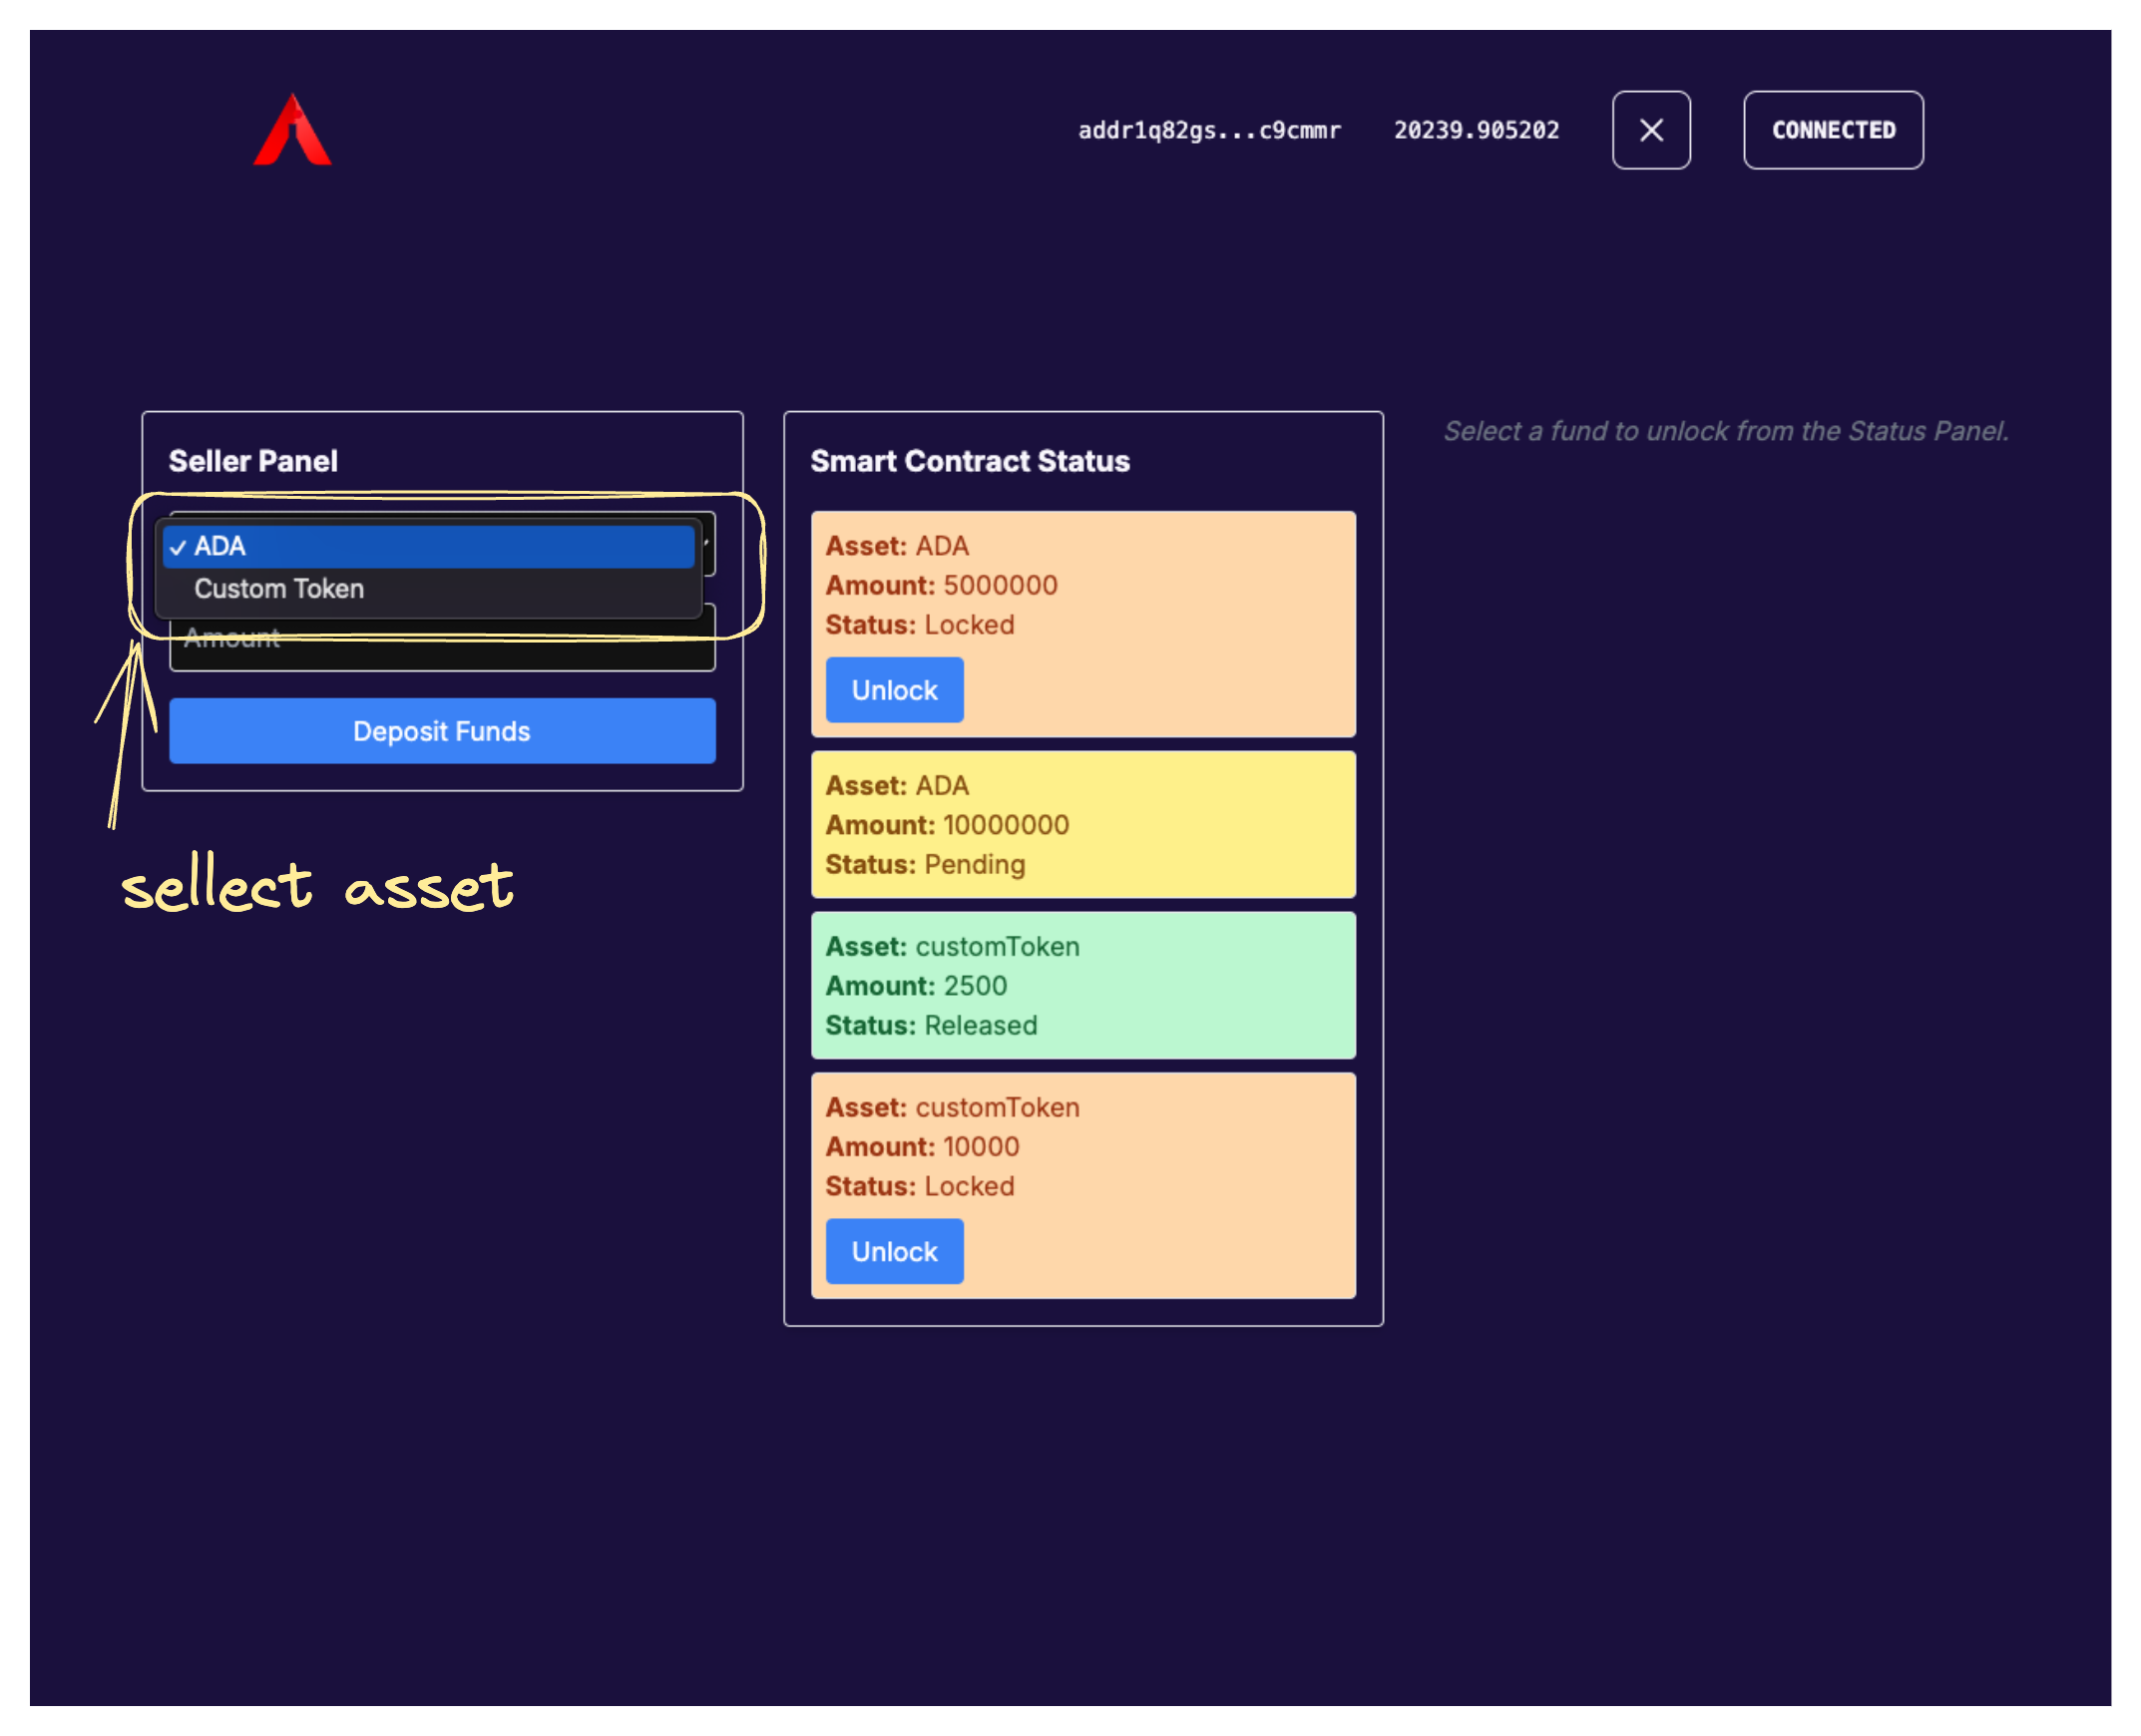 addr1q82gs...c9cmmr 20239.905202 CONNECTED
Seller Panel
✓ ADA
Custom Token
Amount
Deposit Funds
sellect asset
Smart Contract Status
Asset: ADA
Amount: 5000000
Status: Locked
Unlock
Asset: ADA
Amount: 10000000
Status: Pending
Asset: customToken
Amount: 2500
Status: Released
Asset: customToken
Amount: 10000
Status: Locked
Unlock
Select a fund to unlock from the Status Panel.